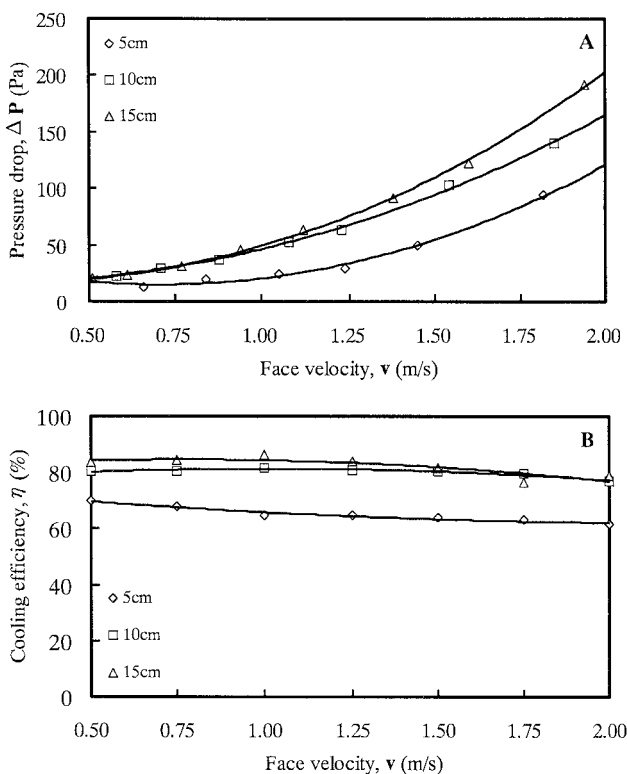 250
A
5cm
10cm
15cm
200
150
100
50
0
Pressure drop, Δ P (Pa)
0.50 0.75 1.00 1.25 1.50 1.75 2.00
Face velocity, v (m/s)
100
B
80
60
40
20
0
5cm
10cm
15cm
Cooling efficiency, η (%)
0.50 0.75 1.00 1.25 1.50 1.75 2.00
Face velocity, v (m/s)